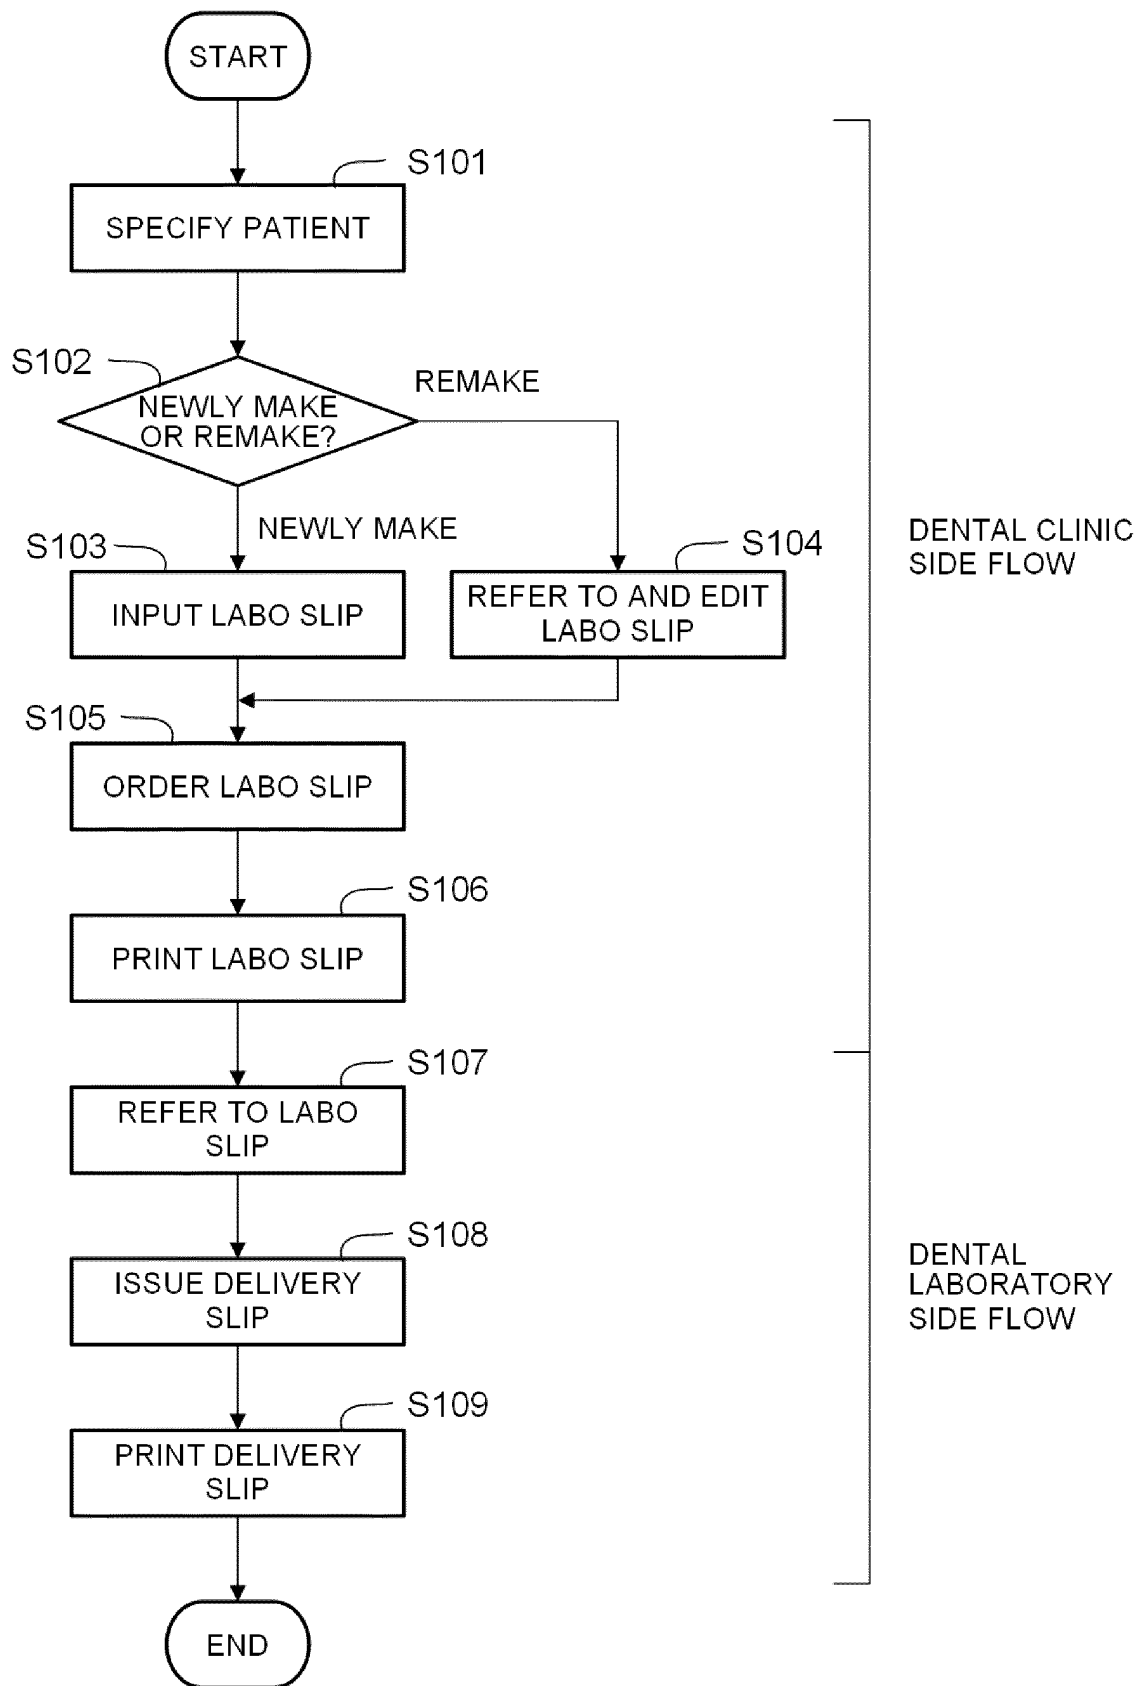 START
S101
SPECIFY PATIENT
S102
REMAKE
NEWLY MAKE
OR REMAKE?
NEWLY MAKE
S103
S104
INPUT LABO SLIP
REFER TO AND EDIT
LABO SLIP
DENTAL CLINIC
SIDE FLOW
S105
ORDER LABO SLIP
S106
PRINT LABO SLIP
S107
REFER TO LABO
SLIP
S108
ISSUE DELIVERY
SLIP
DENTAL
LABORATORY
SIDE FLOW
S109
PRINT DELIVERY
SLIP
END